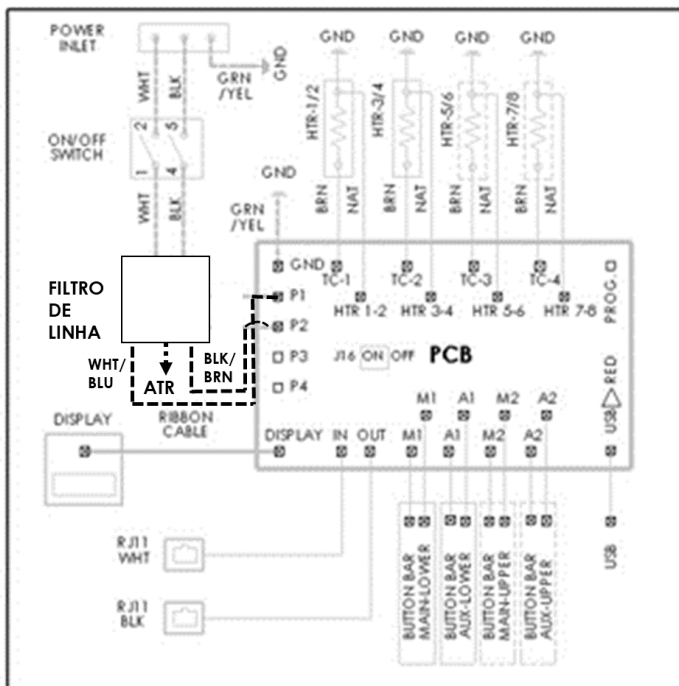 POWER
INLET
WHT
BLK
GRN
/YEL
GND
GND
GND
GND
GND
HTR-1/2
HTR-3/4
HTR-5/6
HTR-7/8
2
5
ON/OFF
SWITCH
1
4
WHT
BLK
GND
GRN
/YEL
BRN
NAT
BRN
NAT
BRN
NAT
BRN
NAT
FILTRO
DE
LINHA
GND
TC-1
TC-2
TC-3
TC-4
PROG.
P1
HTR 1-2
HTR 3-4
HTR 5-6
HTR 7-8
P2
P3
J16 ON OFF
PCB
P4
WHT/
BLU
BLK/
BRN
ATR
RED
USB
M1
A1
M2
A2
DISPLAY
RIBBON
CABLE
DISPLAY
IN
OUT
M1
A1
M2
A2
RJ11
WHT
RJ11
BLK
BUTTON BAR
MAIN-LOWER
BUTTON BAR
AUX-LOWER
BUTTON BAR
MAIN-UPPER
BUTTON BAR
AUX-UPPER
USB